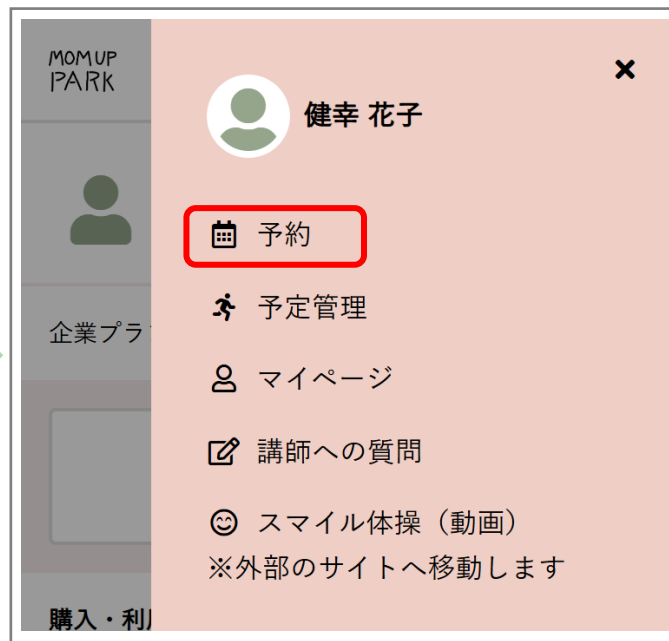 MOM UP
PARK
健幸 花子
予約
予定管理
企業プラ
マイページ
講師への質問
スマイル体操（動画）
※外部のサイトへ移動します
購入・利